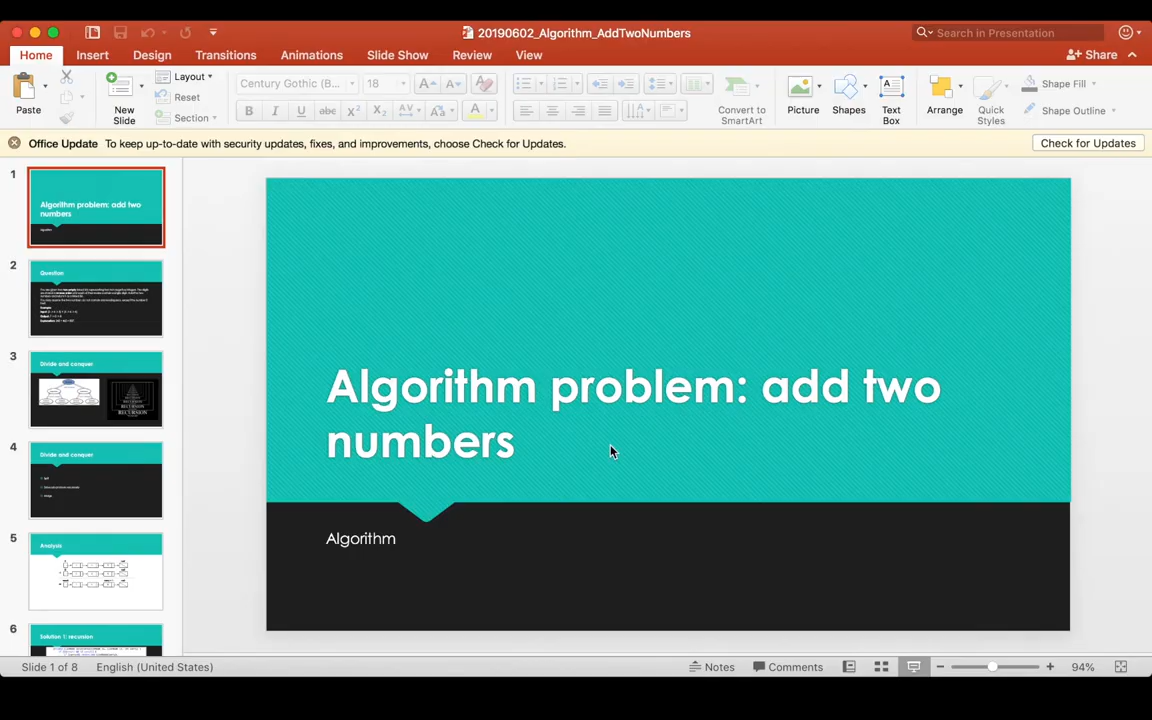 20190602_Algorithm_AddTwoNumbers
Search in Presentation
Home Insert Design Transitions Animations Slide Show Review View
Share
Paste
New Slide
Layout
Reset
Section
Century Gothic (B... 18
Convert to SmartArt
Picture
Shapes
Text Box
Arrange
Quick Styles
Shape Fill
Shape Outline
Office Update To keep up-to-date with security updates, fixes, and improvements, choose Check for Updates.
Check for Updates
1
Algorithm problem: add two
numbers
Algorithm
2
Question
3
Divide and conquer
RECURSION
4
Divide and conquer
5
Analysis
6
Solution 1: recursion
Algorithm problem: add two
numbers
Algorithm
Slide 1 of 8 English (United States)
Notes Comments 94%